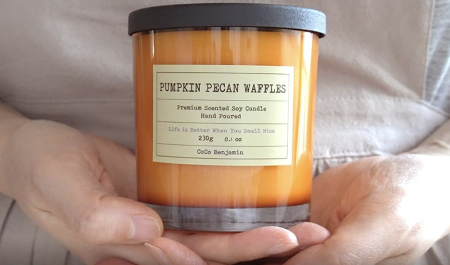 PUMPKIN PECAN WAFFLES
Premium Scented Soy Candle
Hand Poured
Life is Better When You Smell Nice
230g 8.1 oz
CoCo Benjamin